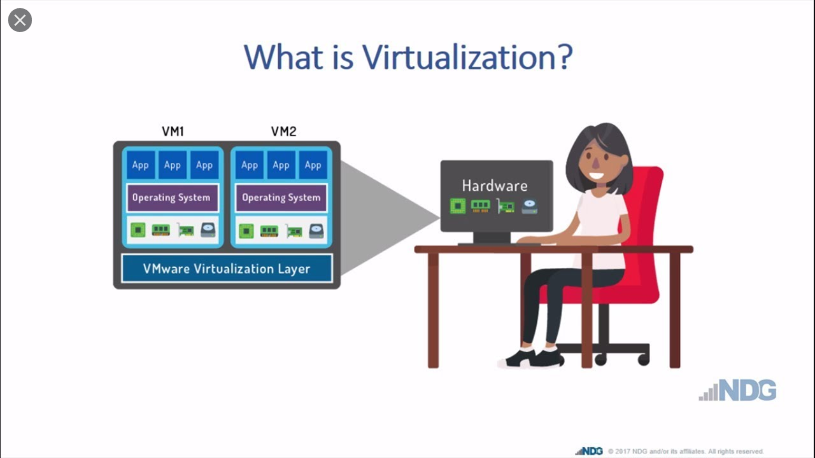 What is Virtualization?
VM1 VM2
App App App App App App
Operating System Operating System
VMware Virtualization Layer
Hardware
NDG
NDG © 2017 NDG and/or its affiliates. All rights reserved.